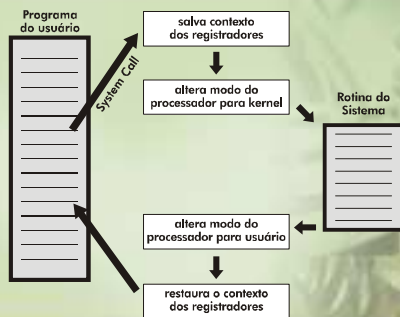 Programa
do usuário
System Call
salva contexto
dos registradores
altera modo do
processador para kernel
Rotina do
Sistema
altera modo do
processador para usuário
restaura o contexto
dos registradores